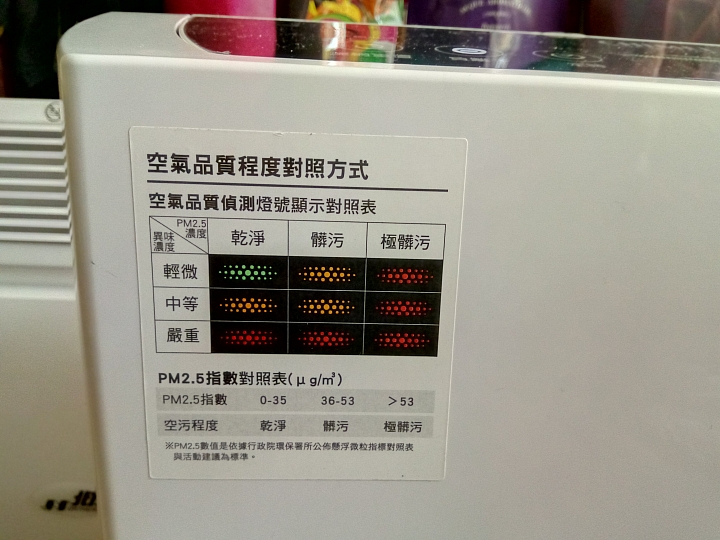 空氣品質程度對照方式
空氣品質偵測燈號顯示對照表
PM2.5
濃度
異味
濃度
乾淨 髒污 極髒污
輕微
中等
嚴重
PM2.5指數對照表(μg/㎥)
PM2.5指數 0-35 36-53 ＞53
空污程度 乾淨 髒污 極髒污
※PM2.5數值是依據行政院環保署所公佈懸浮微粒指標對照表
與活動建議為標準。